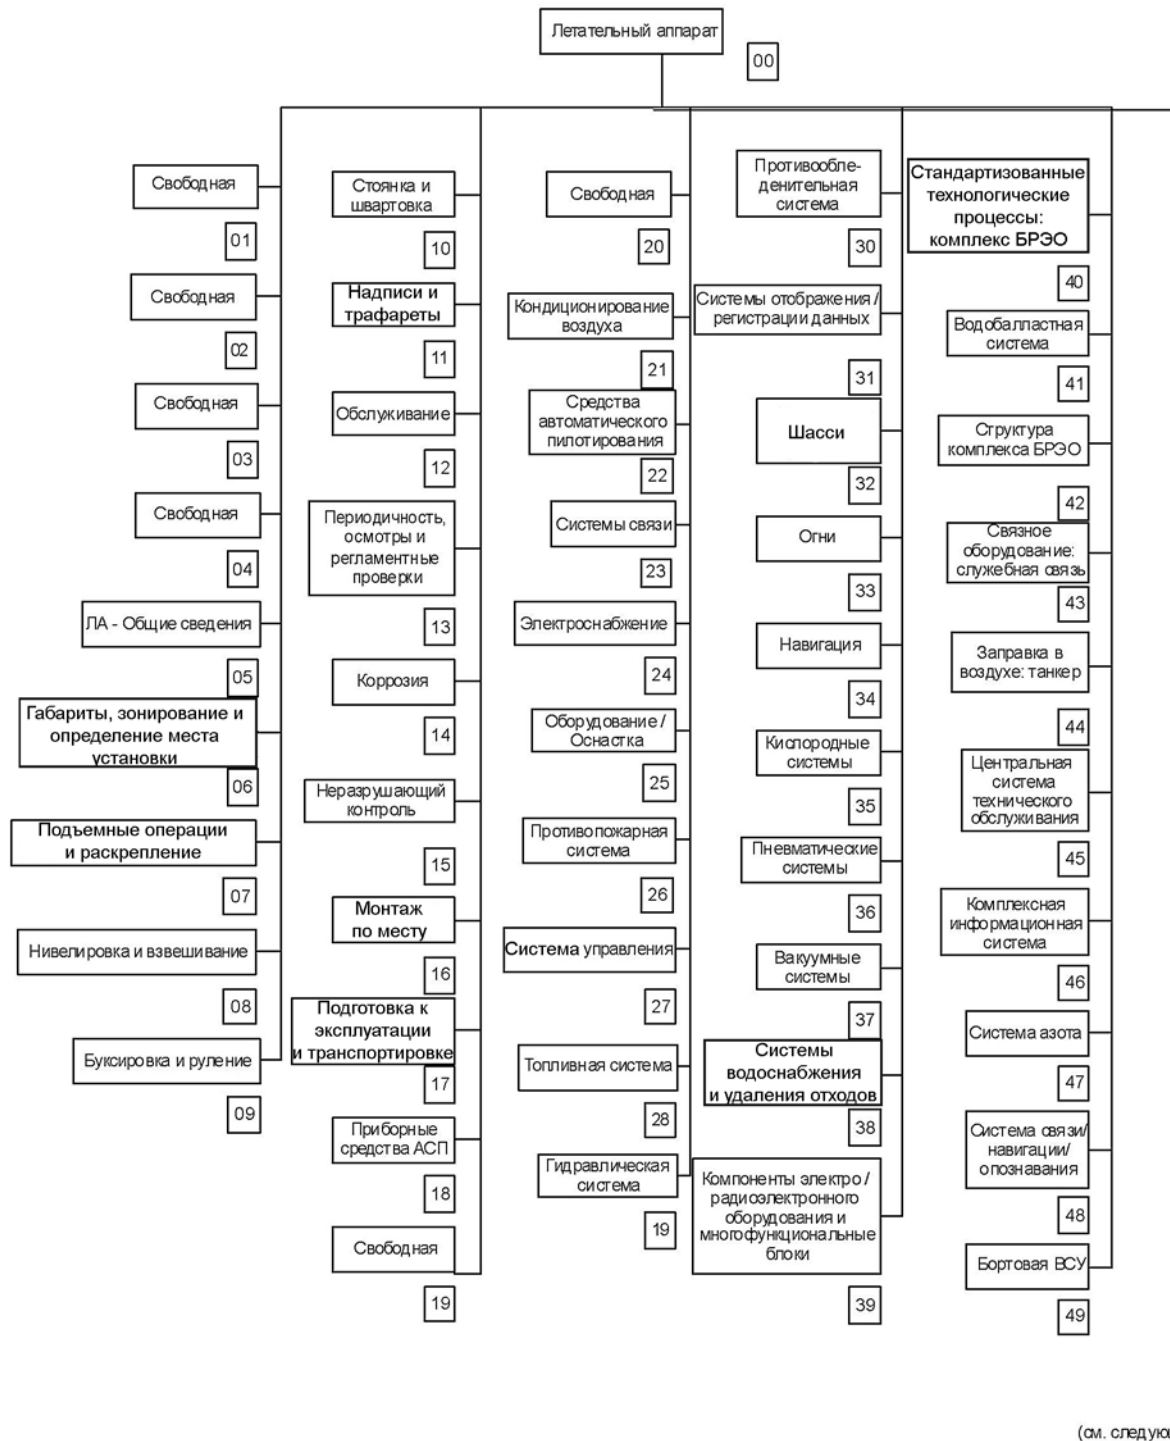 Летательный аппарат
00
Свободная
01
Свободная
02
Свободная
03
Свободная
04
ЛА - Общие сведения
05
Габариты, зонирование и
определение места
установки
06
Подъемные операции
и раскрепление
07
Нивелировка и взвешивание
08
Буксировка и руление
09
Стоянка и
швартовка
10
Надписи и
трафареты
11
Обслуживание
12
Периодичность,
осмотры и
регламентные
проверки
13
Коррозия
14
Неразрушающий
контроль
15
Монтаж
по месту
16
Подготовка к
эксплуатации
и транспортировке
17
Приборные
средства АСП
18
Свободная
19
Свободная
20
Кондиционирование
воздуха
21
Средства
автоматического
пилотирования
22
Системы связи
23
Электроснабжение
24
Оборудование /
Оснастка
25
Противопожарная
система
26
Система управления
27
Топливная система
28
Гидравлическая
система
19
Противообле-
денительная
система
30
Системы отображения /
регистрации данных
31
Шасси
32
Огни
33
Навигация
34
Кислородные
системы
35
Пневматические
системы
36
Вакуумные
системы
37
Системы
водоснабжения
и удаления отходов
38
Компоненты электро /
радиоэлектронного
оборудования и
многофункциональные
блоки
39
Стандартизованные
технологические
процессы:
комплекс БРЭО
40
Водобалластная
система
41
Структура
комплекса БРЭО
42
Связное
оборудование:
служебная связь
43
Заправка в
воздухе: танкер
44
Центральная
система
технического
обслуживания
45
Комплексная
информационная
система
46
Система азота
47
Система связи/
навигации/
опознавания
48
Бортовая ВСУ
49
(см. следую